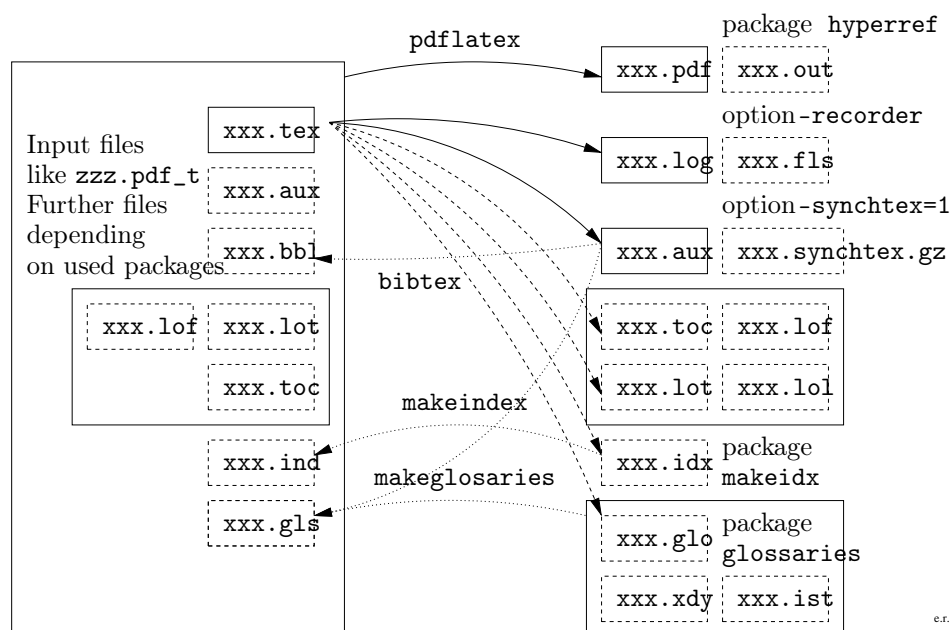 package hyperref
pdflatex
xxx.pdf
xxx.out
option -recorder
xxx.tex
Input files
like zzz.pdf_t
Further files
depending
on used packages
xxx.log
xxx.fls
xxx.aux
option -synchtex=1
xxx.bbl
xxx.aux
xxx.synchtex.gz
bibtex
xxx.lof
xxx.lot
xxx.toc
xxx.lof
xxx.toc
xxx.lot
xxx.lol
makeindex
xxx.ind
xxx.idx
package
makeidx
makeglosaries
xxx.gls
xxx.glo
package
glossaries
xxx.xdy
xxx.ist
e.r.